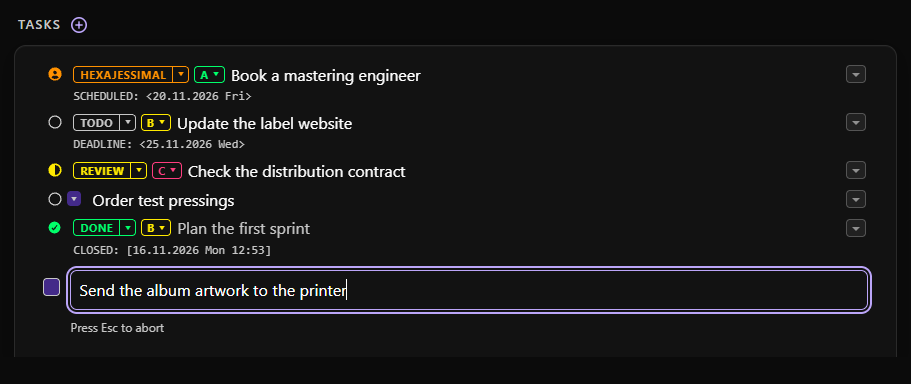 TASKS
HEXAJESSIMAL A Book a mastering engineer
SCHEDULED: <20.11.2026 Fri>
TODO B Update the label website
DEADLINE: <25.11.2026 Wed>
REVIEW C Check the distribution contract
Order test pressings
DONE B Plan the first sprint
CLOSED: [16.11.2026 Mon 12:53]
Send the album artwork to the printer
Press Esc to abort